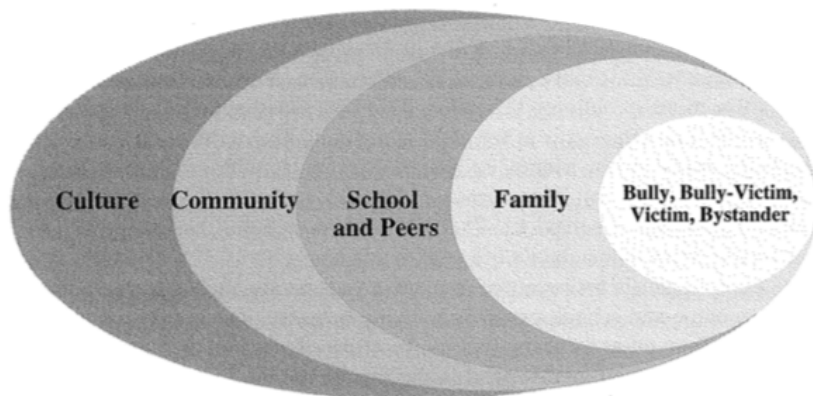 Culture
Community
School
and Peers
Family
Bully, Bully-Victim,
Victim, Bystander